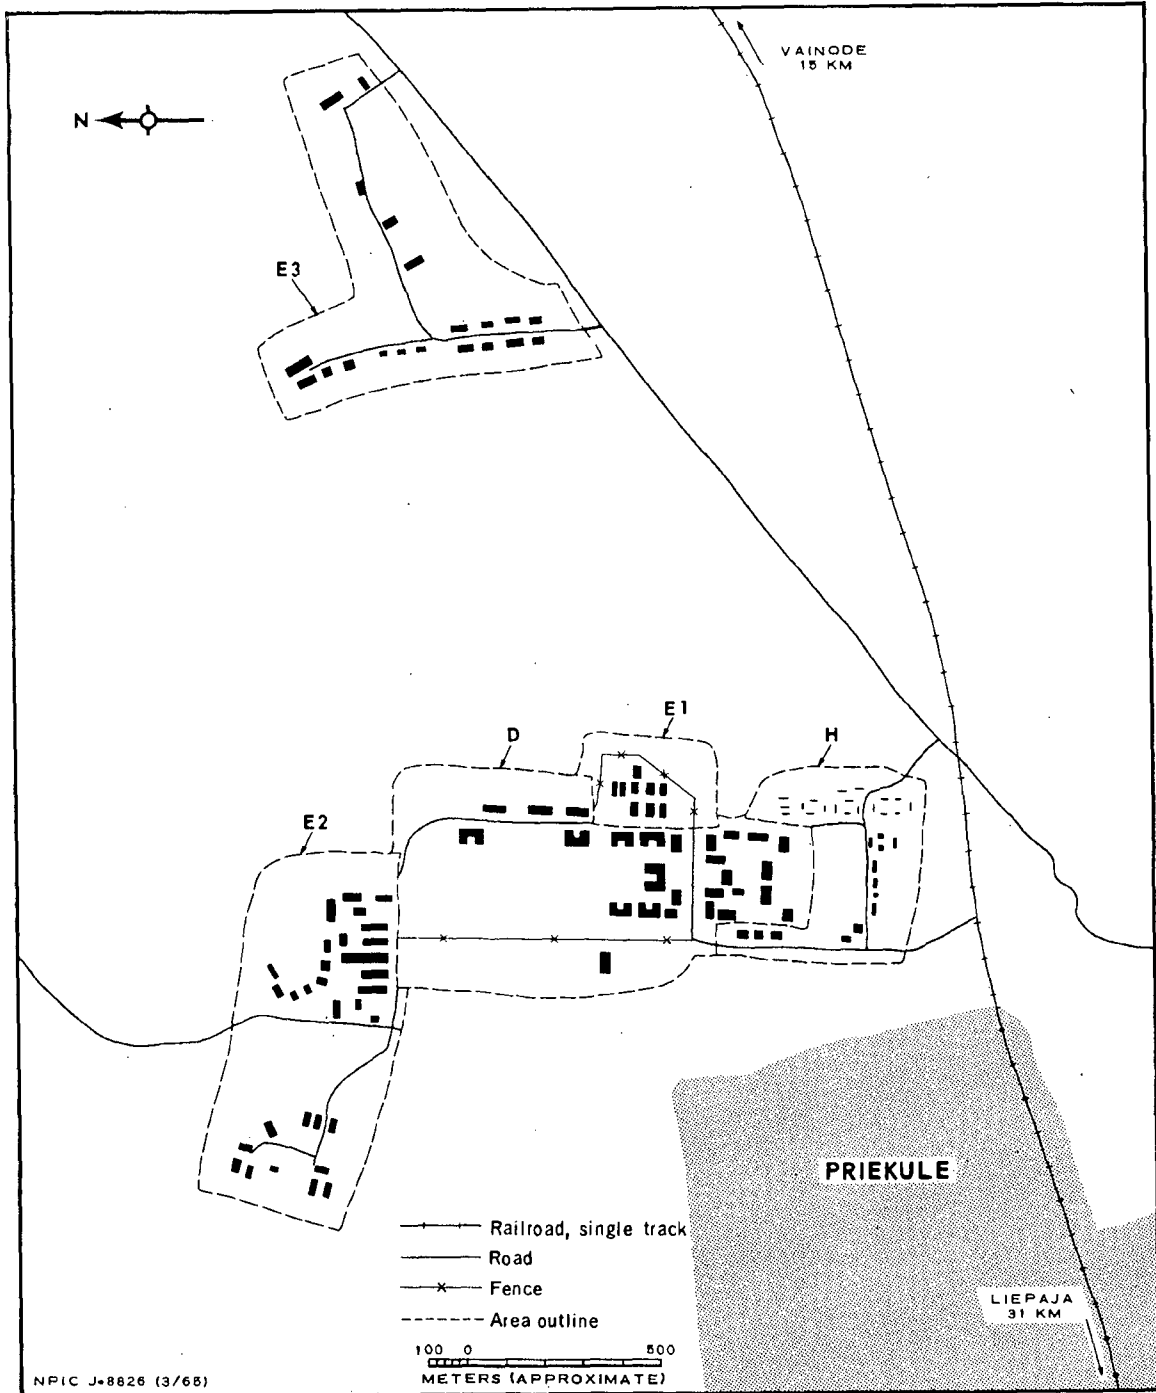 VAINODE
15 KM
N
E3
E1
D
H
E2
PRIEKULE
Railroad, single track
Road
Fence
Area outline
LIEPAJA
31 KM
100 0 500
METERS (APPROXIMATE)
NPIC J-8826 (3/65)